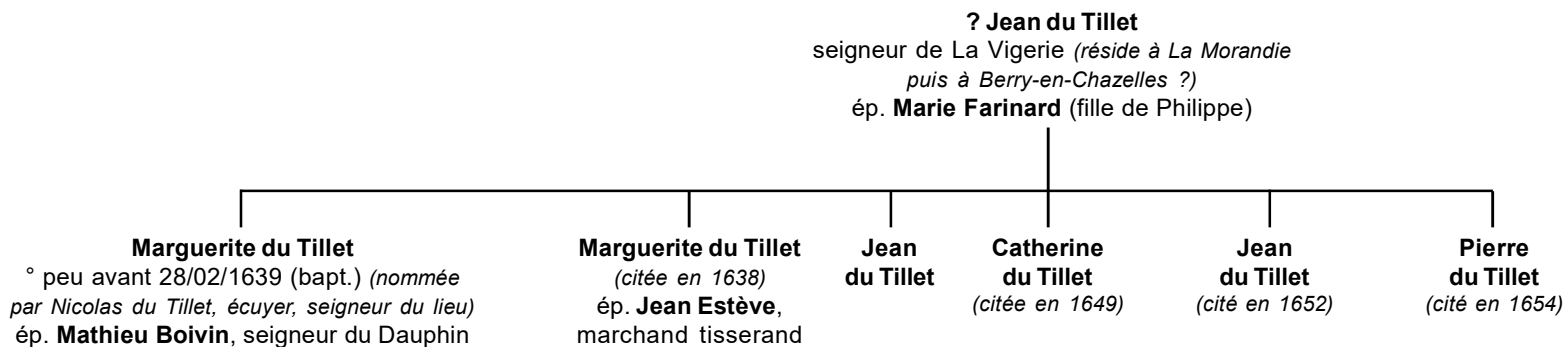 ? Jean du Tillet
seigneur de La Vigerie (réside à La Morandie
puis à Berry-en-Chazelles ?)
ép. Marie Farinard (fille de Philippe)
Marguerite du Tillet
° peu avant 28/02/1639 (bapt.) (nommée
par Nicolas du Tillet, écuyer, seigneur du lieu)
ép. Mathieu Boivin, seigneur du Dauphin
Marguerite du Tillet
(citée en 1638)
ép. Jean Estève,
marchand tisserand
Jean
du Tillet
Catherine
du Tillet
(citée en 1649)
Jean
du Tillet
(cité en 1652)
Pierre
du Tillet
(cité en 1654)